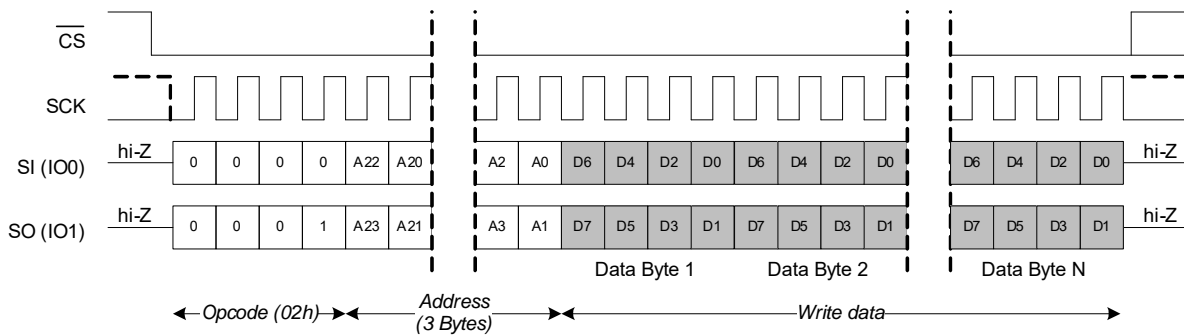 CS
SCK
SI (IO0) hi-Z 0 0 0 0 A22 A20 A2 A0 D6 D4 D2 D0 D6 D4 D2 D0 D6 D4 D2 D0 hi-Z
SO (IO1) hi-Z 0 0 0 1 A23 A21 A3 A1 D7 D5 D3 D1 D7 D5 D3 D1 D7 D5 D3 D1 hi-Z
Data Byte 1 Data Byte 2 Data Byte N
Opcode (02h) Address Write data
(3 Bytes)